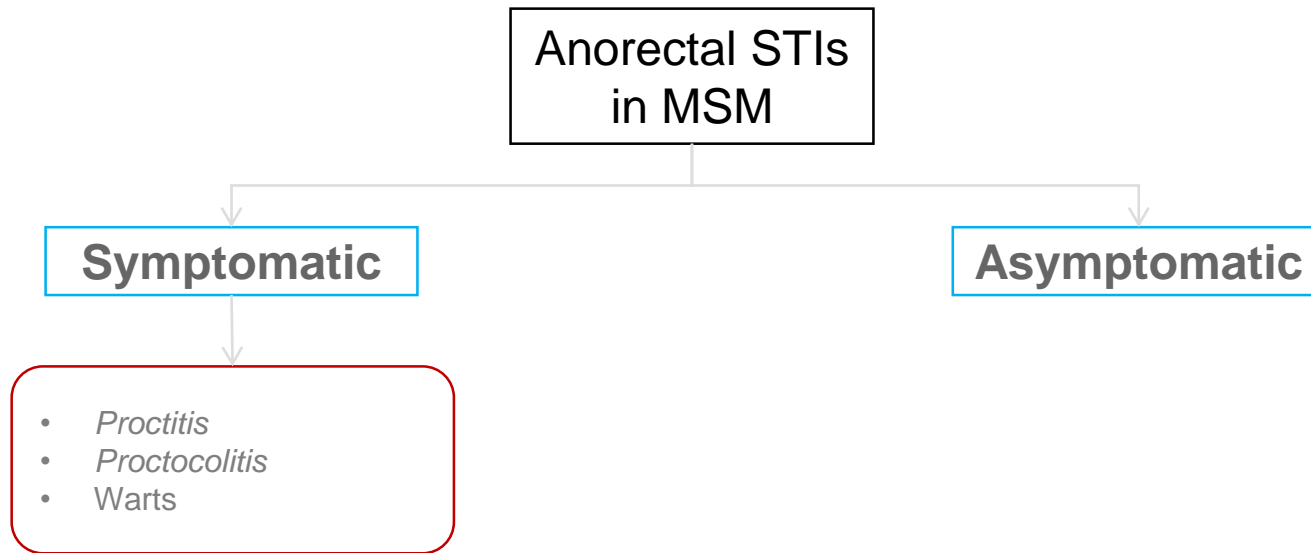 Anorectal STIs
in MSM
Symptomatic
Asymptomatic
• Proctitis
• Proctocolitis
• Warts